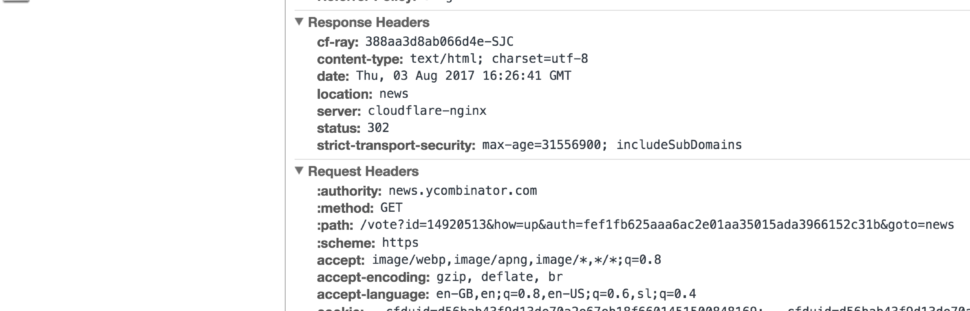 Response Headers
cf-ray: 388aa3d8ab066d4e-SJC
content-type: text/html; charset=utf-8
date: Thu, 03 Aug 2017 16:26:41 GMT
location: news
server: cloudflare-nginx
status: 302
strict-transport-security: max-age=31556900; includeSubDomains
Request Headers
:authority: news.ycombinator.com
:method: GET
:path: /vote?id=14920513&how=up&auth=fef1fb625aaa6ac2e01aa35015ada3966152c31b&goto=news
:scheme: https
accept: image/webp,image/apng,image/*,*/*;q=0.8
accept-encoding: gzip, deflate, br
accept-language: en-GB,en;q=0.8,en-US;q=0.6,sl;q=0.4